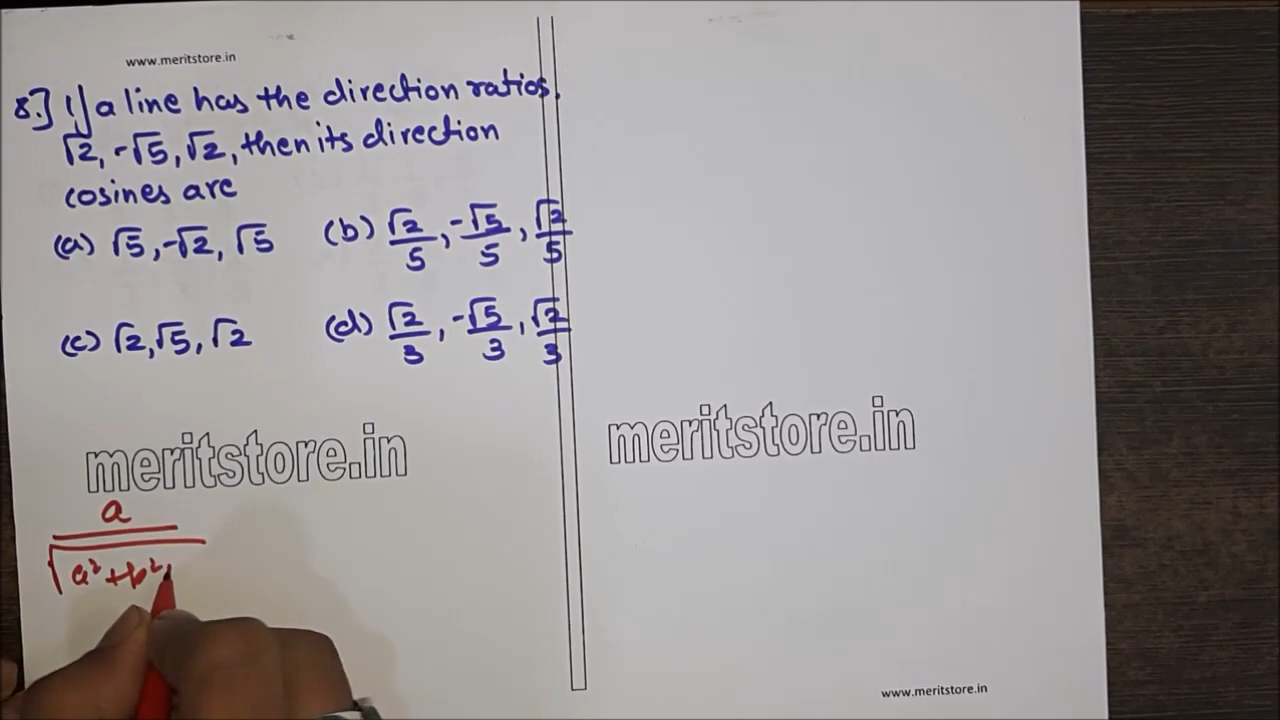 www.meritstore.in
8.] If a line has the direction ratios
√2, -√5, √2, then its direction
cosines are
(a) √5, -√2, √5 (b) √2/5, -√5/5, √2/5
(c) √2, √5, √2 (d) √2/3, -√5/3, √2/3
meritstore.in meritstore.in
a
√a²+b²
www.meritstore.in